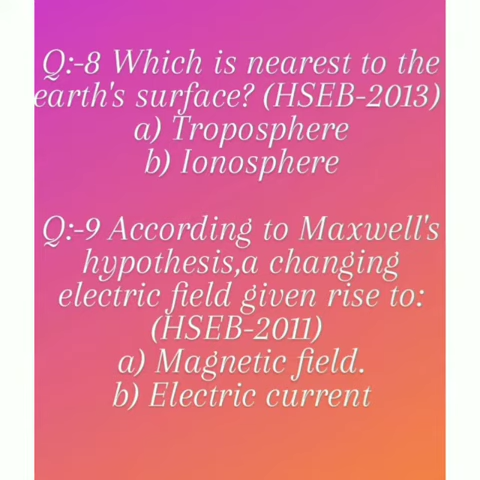 Q:-8 Which is nearest to the
earth's surface? (HSEB-2013)
a) Troposphere
b) Ionosphere
Q:-9 According to Maxwell's
hypothesis,a changing
electric field given rise to:
(HSEB-2011)
a) Magnetic field.
b) Electric current